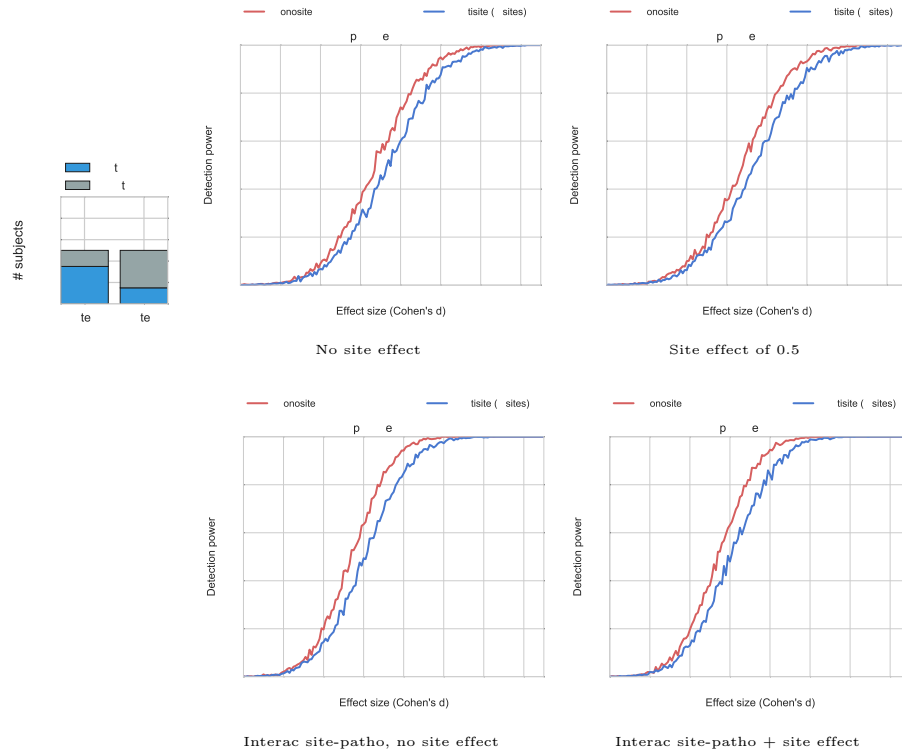 onosite tisite ( sites)
p e
Detection power
Effect size (Cohen's d)
No site effect
onosite tisite ( sites)
p e
Detection power
Effect size (Cohen's d)
Site effect of 0.5
t
t
# subjects
te te
onosite tisite ( sites)
p e
Detection power
Effect size (Cohen's d)
Interac site-patho, no site effect
onosite tisite ( sites)
p e
Detection power
Effect size (Cohen's d)
Interac site-patho + site effect